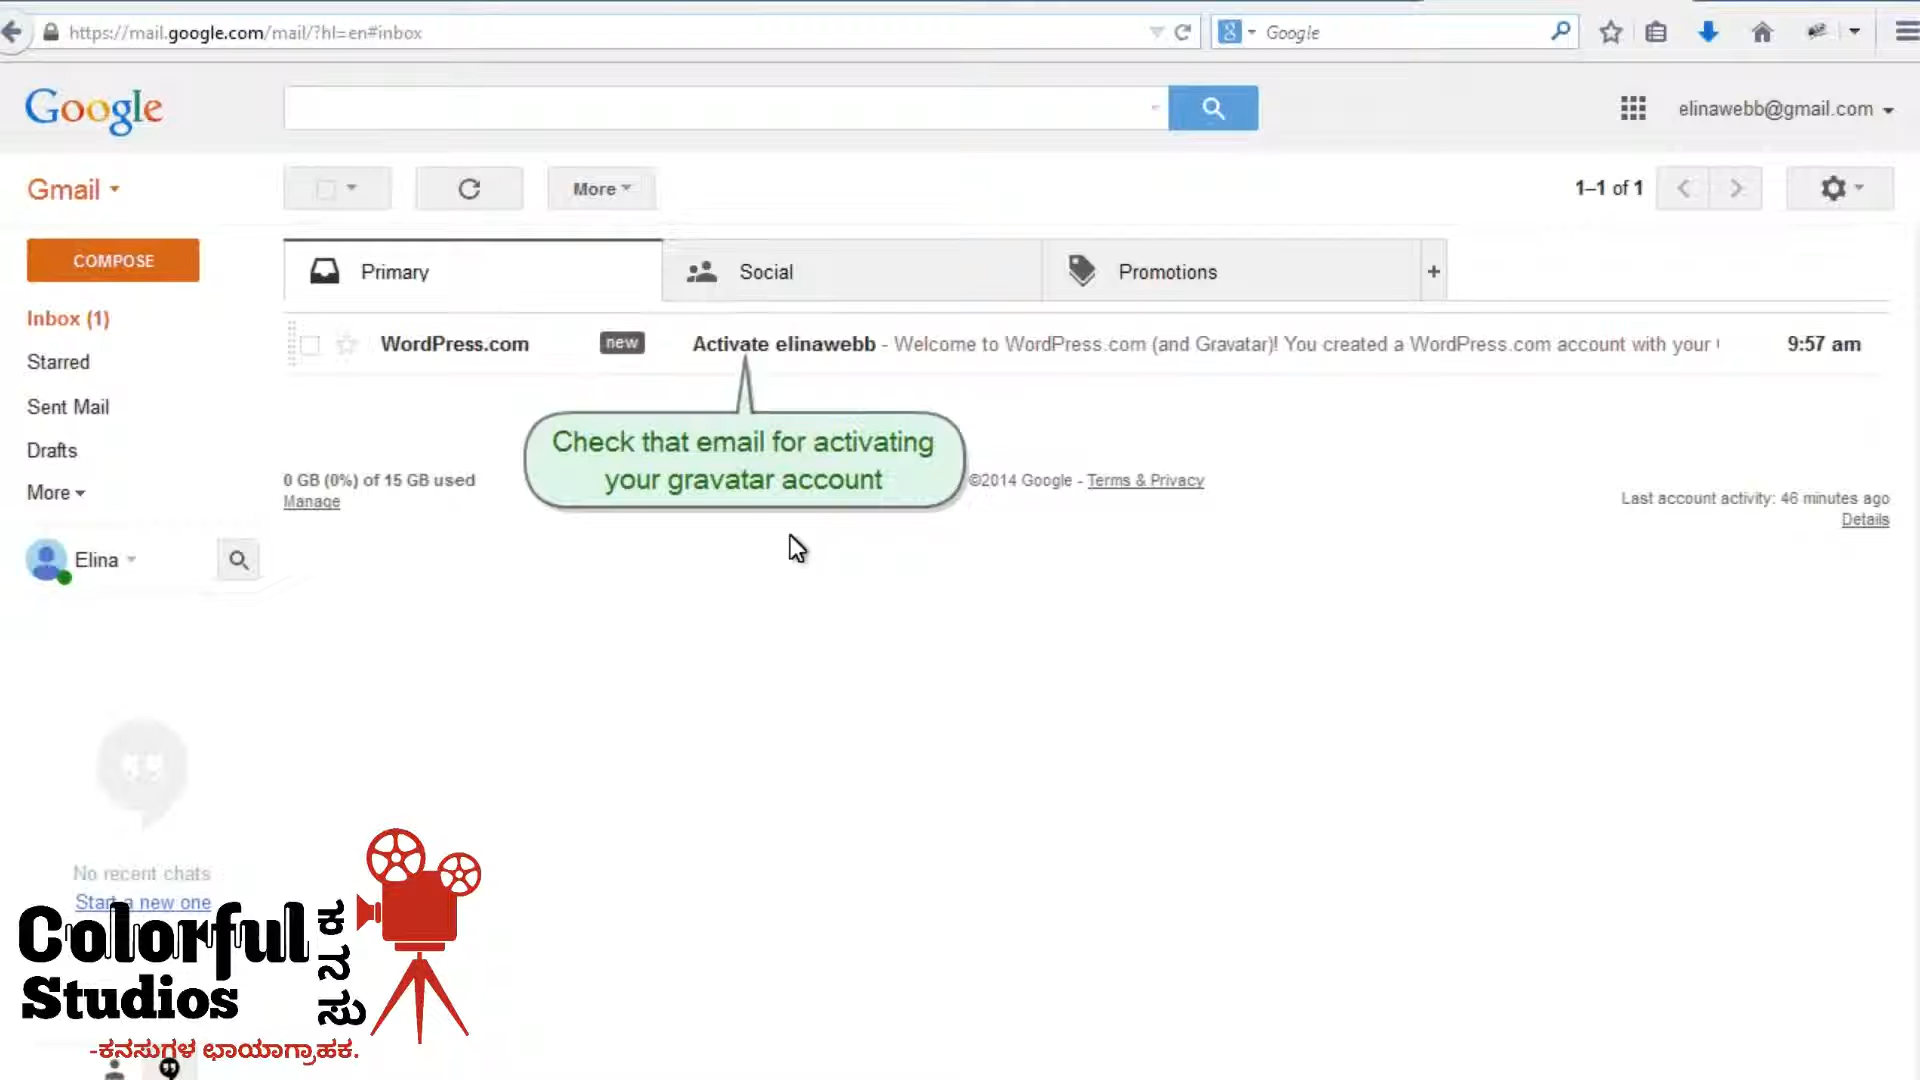 https://mail.google.com/mail/?hl=en#inbox
Google
Google
elinawebb@gmail.com
Gmail
More
1–1 of 1
COMPOSE
Primary
Social
Promotions
+
Inbox (1)
WordPress.com new Activate elinawebb - Welcome to WordPress.com (and Gravatar)! You created a WordPress.com account with your 9:57 am
Starred
Sent Mail
Drafts
More
Check that email for activating
your gravatar account
0 GB (0%) of 15 GB used
Manage
©2014 Google - Terms & Privacy
Last account activity: 46 minutes ago
Details
Elina
No recent chats
Start a new one
Colorful
Studios
ಕನಸು
-ಕನಸುಗಳ ಛಾಯಾಗ್ರಾಹಕ.